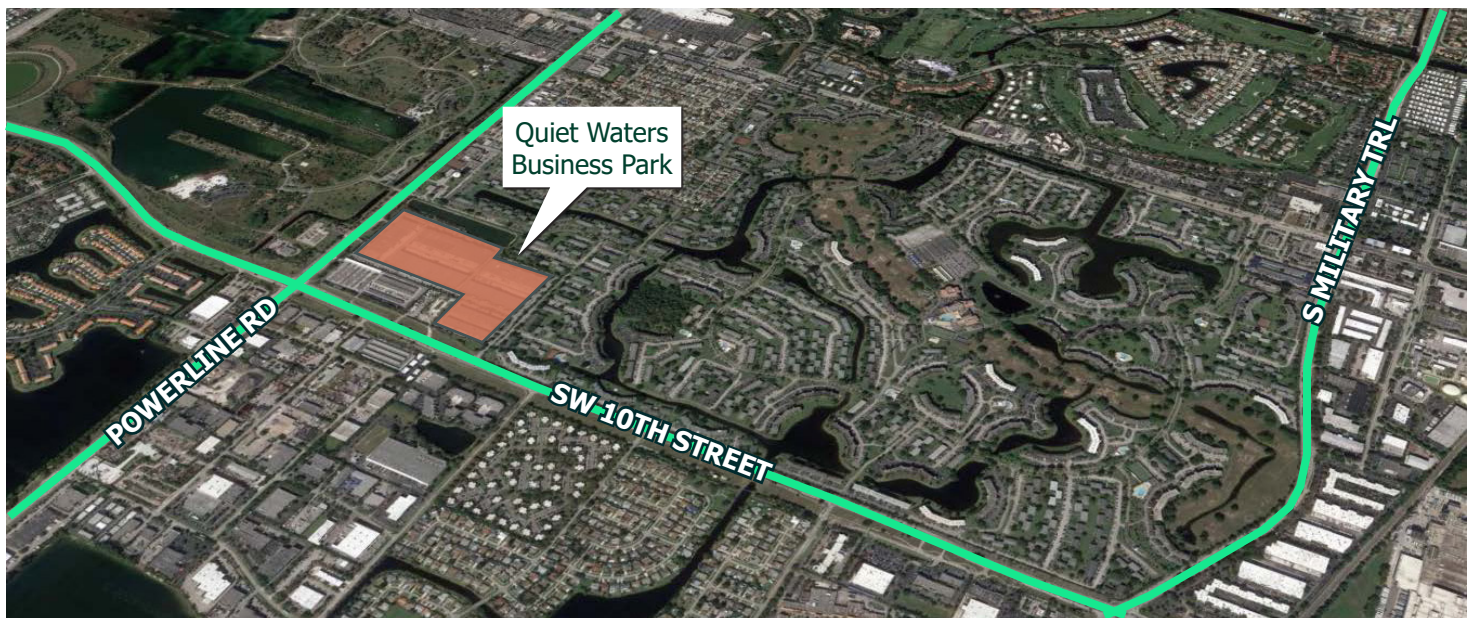 Quiet Waters
Business Park
S MILITARY TRL
POWERLINE RD
SW 10TH STREET